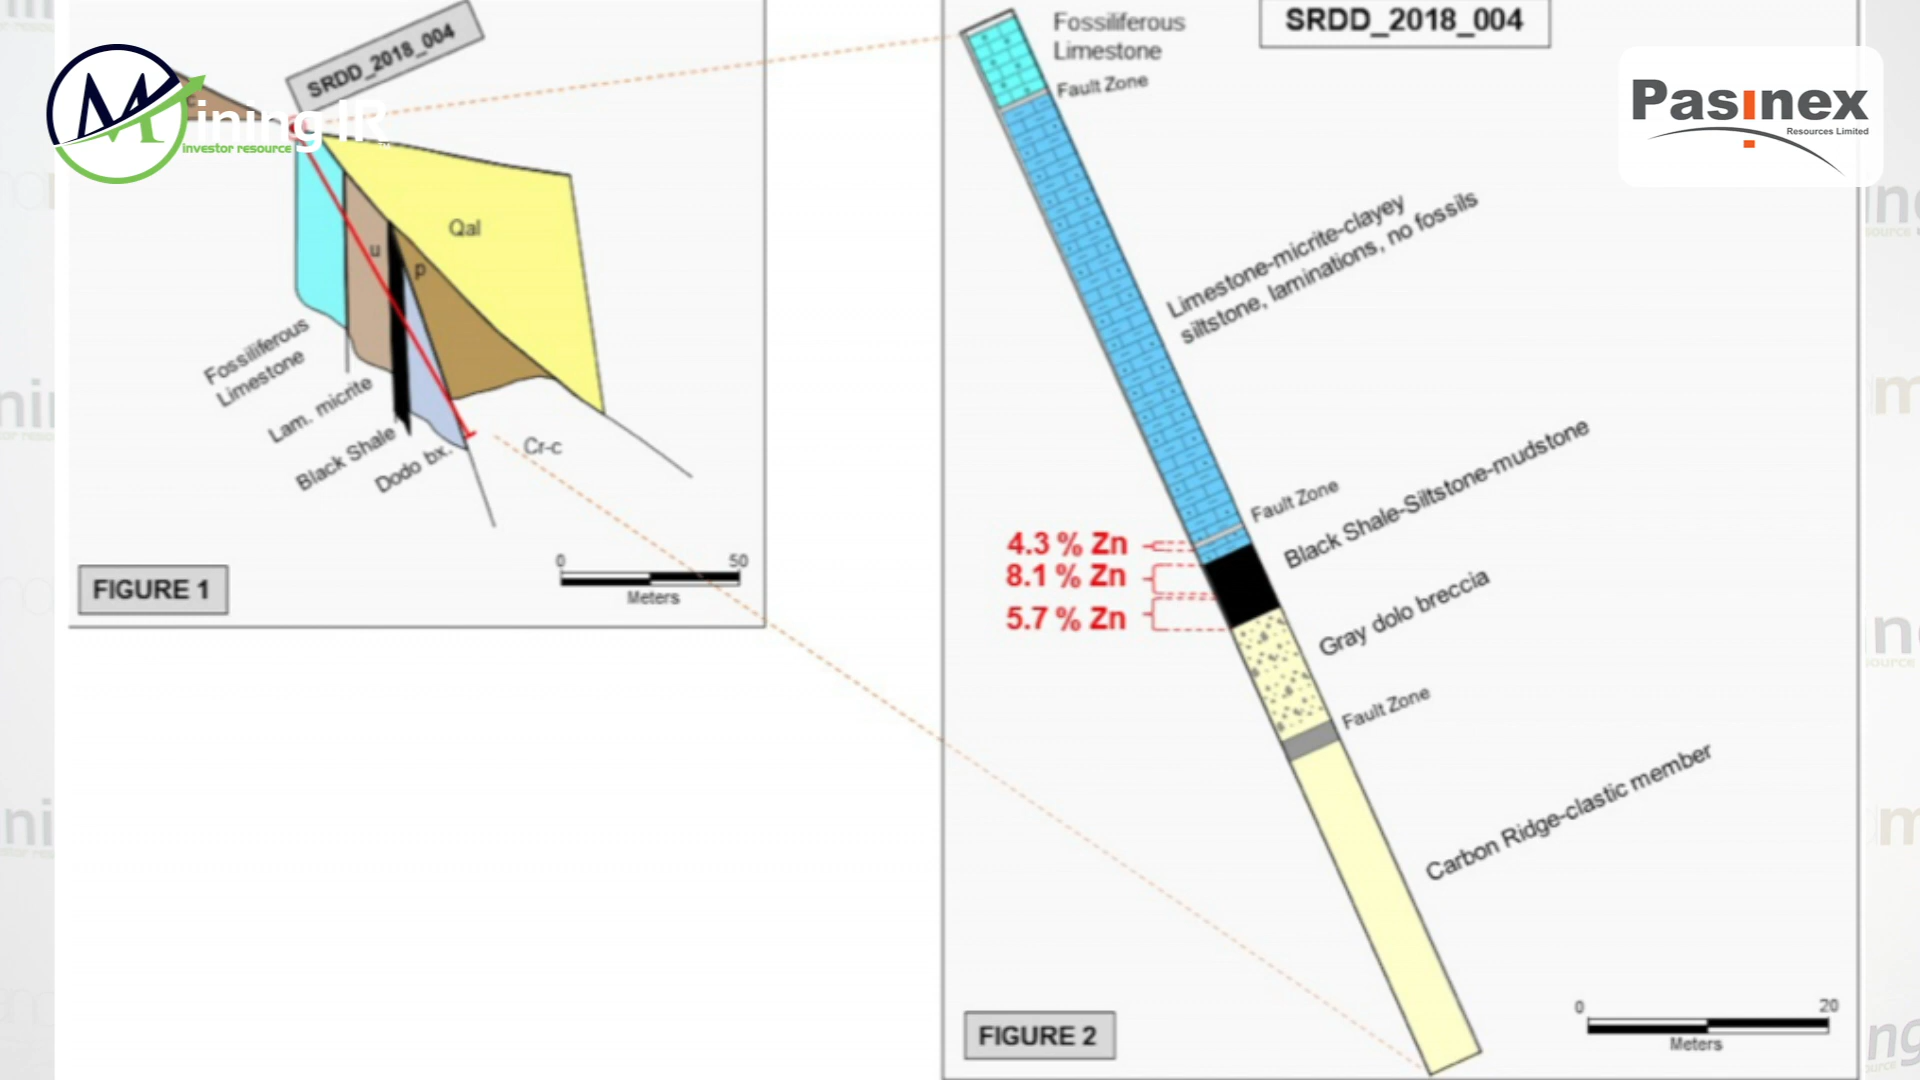 SRDD_2018_004
c
Mining IR
™
investor resource
Qal
u
p
Fossiliferous
Limestone
Lam. micrite
Black Shale
Dodo bx.
Cr-c
0 50
Meters
FIGURE 1
SRDD_2018_004
Pasinex
Resources Limited
Fossiliferous
Limestone
Fault Zone
Limestone-micrite-clayey
siltstone, laminations, no fossils
Fault Zone
Black Shale-Siltstone-mudstone
4.3 % Zn
8.1 % Zn
5.7 % Zn
Gray dolo breccia
Fault Zone
Carbon Ridge-clastic member
0 20
Meters
FIGURE 2